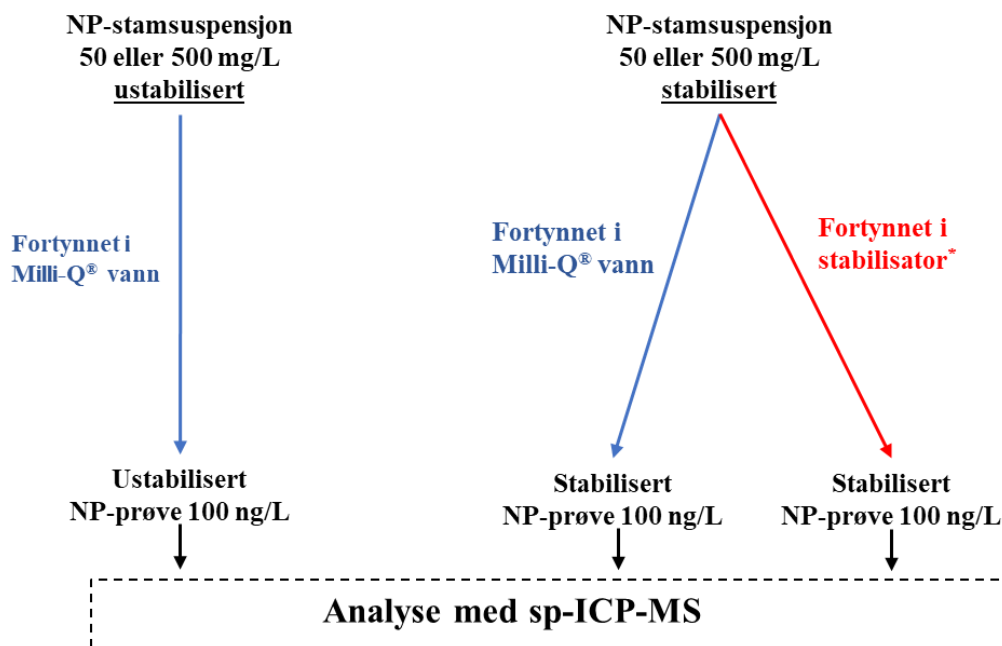 NP-stamsuspensjon
50 eller 500 mg/L
ustabilisert
NP-stamsuspensjon
50 eller 500 mg/L
stabilisert
Fortynnet i
Milli-Q® vann
Fortynnet i
Milli-Q® vann
Fortynnet i
stabilisator*
Ustabilisert
NP-prøve 100 ng/L
Stabilisert
NP-prøve 100 ng/L
Stabilisert
NP-prøve 100 ng/L
Analyse med sp-ICP-MS